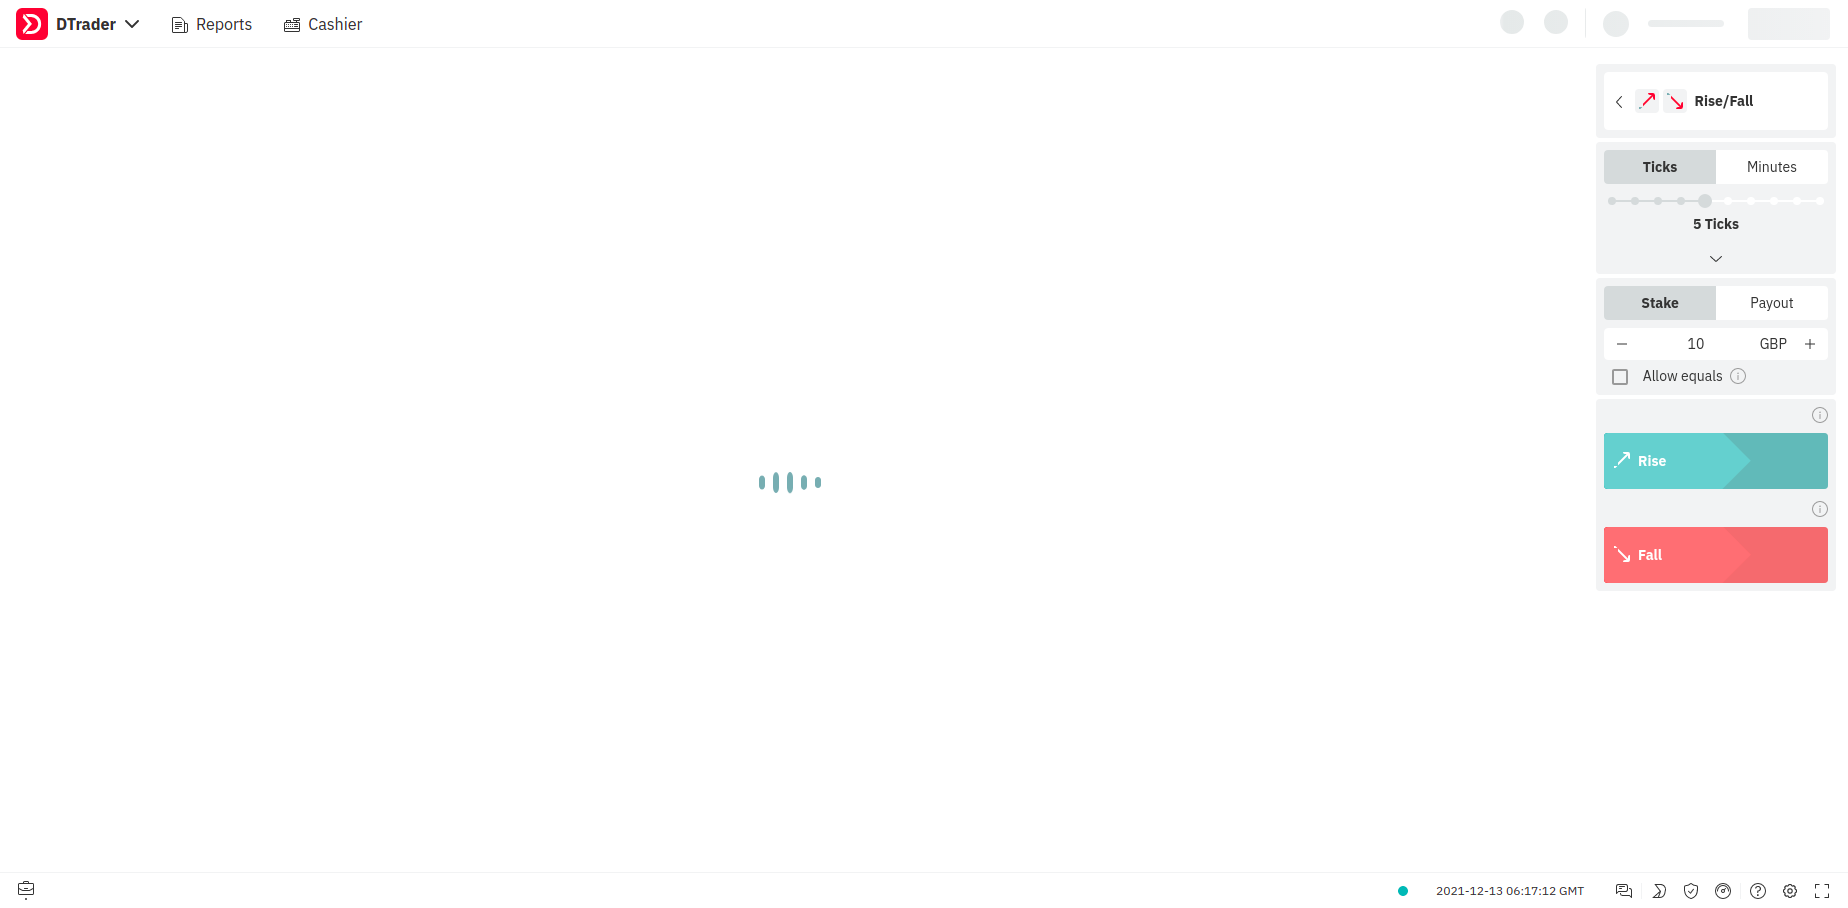 DTrader Reports Cashier
Rise/Fall
Ticks Minutes
5 Ticks
Stake Payout
10 GBP
Allow equals
Rise
Fall
2021-12-13 06:17:12 GMT